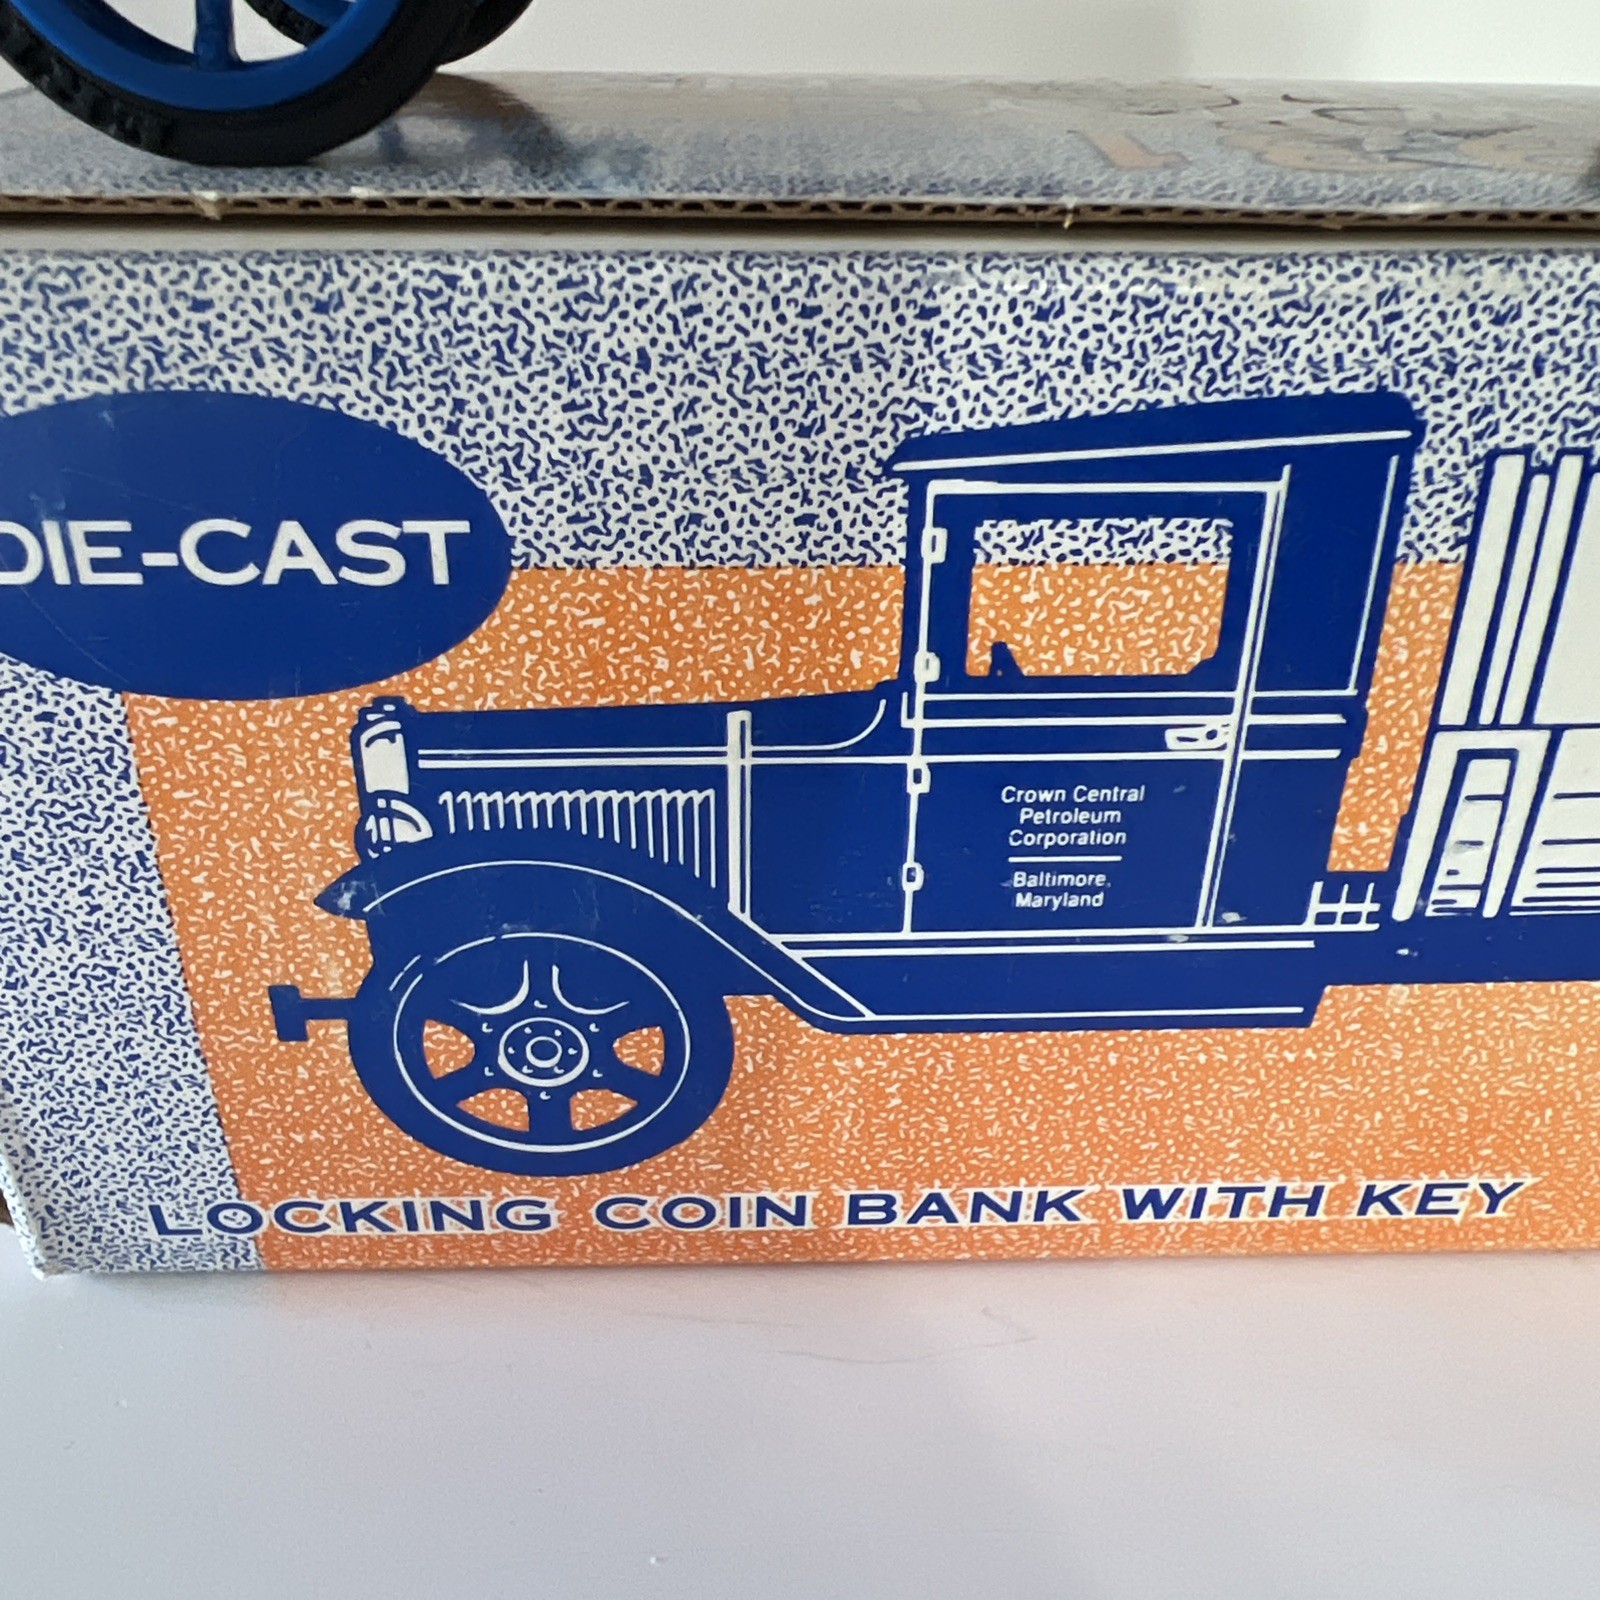 DIE-CAST
Crown Central
Petroleum
Corporation
Baltimore,
Maryland
LOCKING COIN BANK WITH KEY